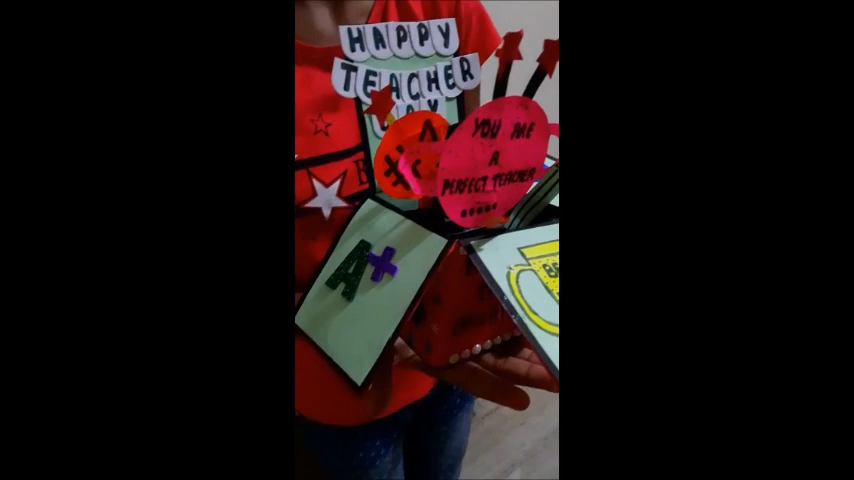 HAPPY
TEACHER
YOU ARE
A
PERFECT TEACHER
.....
A+